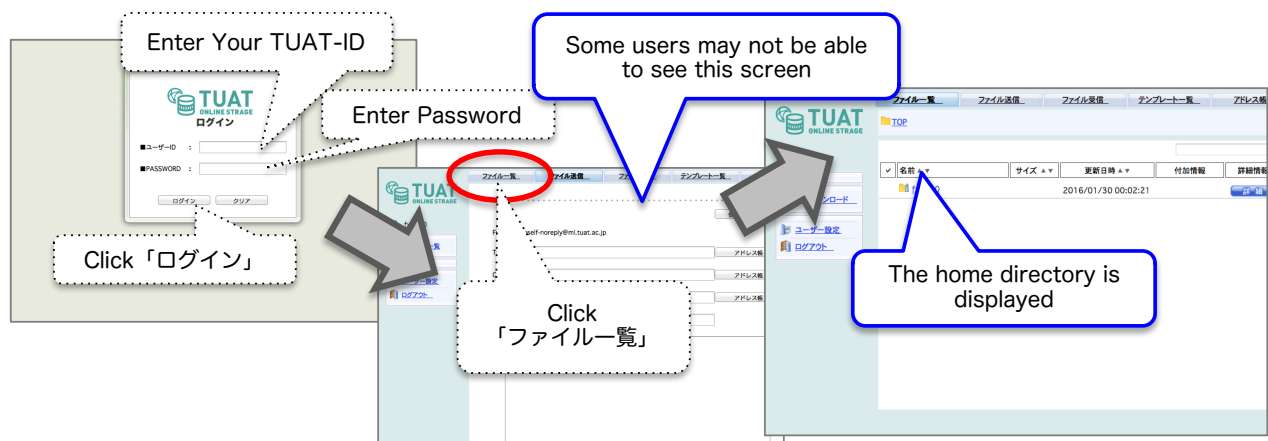 Enter Your TUAT-ID
TUAT
ONLINE STRAGE
ログイン
■ユーザーID :
■PASSWORD :
ログイン クリア
Enter Password
Click「ログイン」
ファイル一覧 ファイル送信 テンプレート一覧
TUAT
ONLINE STRAGE
self-noreply@ml.tuat.ac.jp
アドレス帳
アドレス帳
ログアウト
Click
「ファイル一覧」
Some users may not be able
to see this screen
ファイル一覧 ファイル送信 ファイル受信 テンプレート一覧 アドレス帳
TUAT
ONLINE STRAGE
TOP
名前 ▲▼ サイズ ▲▼ 更新日時 ▲▼ 付加情報 詳細情報
2016/01/30 00:02:21 詳細
ユーザー設定
ログアウト
The home directory is
displayed